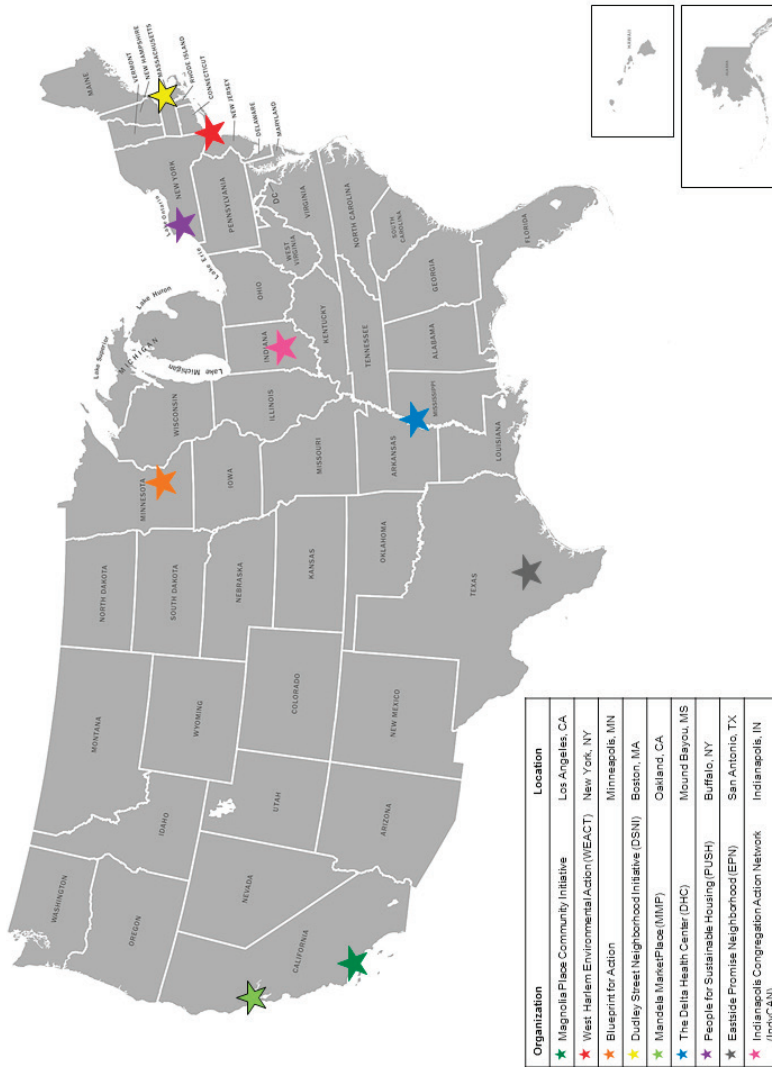 WASHINGTON
OREGON
CALIFORNIA
NEVADA
IDAHO
MONTANA
WYOMING
UTAH
ARIZONA
COLORADO
NEW MEXICO
NORTH DAKOTA
SOUTH DAKOTA
NEBRASKA
KANSAS
OKLAHOMA
TEXAS
MINNESOTA
IOWA
MISSOURI
ARKANSAS
LOUISIANA
WISCONSIN
ILLINOIS
MISSISSIPPI
Lake Superior
MICHIGAN
Lake Michigan
Lake Huron
INDIANA
OHIO
KENTUCKY
TENNESSEE
ALABAMA
GEORGIA
FLORIDA
Lake Erie
Lake Ontario
NEW YORK
PENNSYLVANIA
WEST
VIRGINIA
DC
VIRGINIA
NORTH CAROLINA
SOUTH
CAROLINA
MAINE
VERMONT
NEW HAMPSHIRE
MASSACHUSETTS
RHODE ISLAND
CONNECTICUT
NEW JERSEY
DELAWARE
MARYLAND
HAWAII
ALASKA
Organization Location
Magnolia Place Community Initiative Los Angeles, CA
West Harlem Environmental Action (WEACT) New York, NY
Blueprint for Action Minneapolis, MN
Dudley Street Neighborhood Initiative (DSNI) Boston, MA
Mandela MarketPlace (MMP) Oakland, CA
The Delta Health Center (DHC) Mound Bayou, MS
People for Sustainable Housing (PUSH) Buffalo, NY
Eastside Promise Neighborhood (EPN) San Antonio, TX
Indianapolis Congregation Action Network Indianapolis, IN
(IndyCAN)